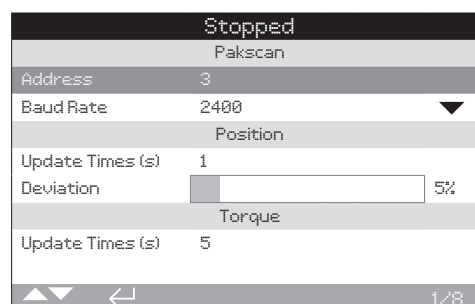 Stopped
Pakscan
Address 3
Baud Rate 2400
Position
Update Times (s) 1
Deviation 5%
Torque
Update Times (s) 5
1/8